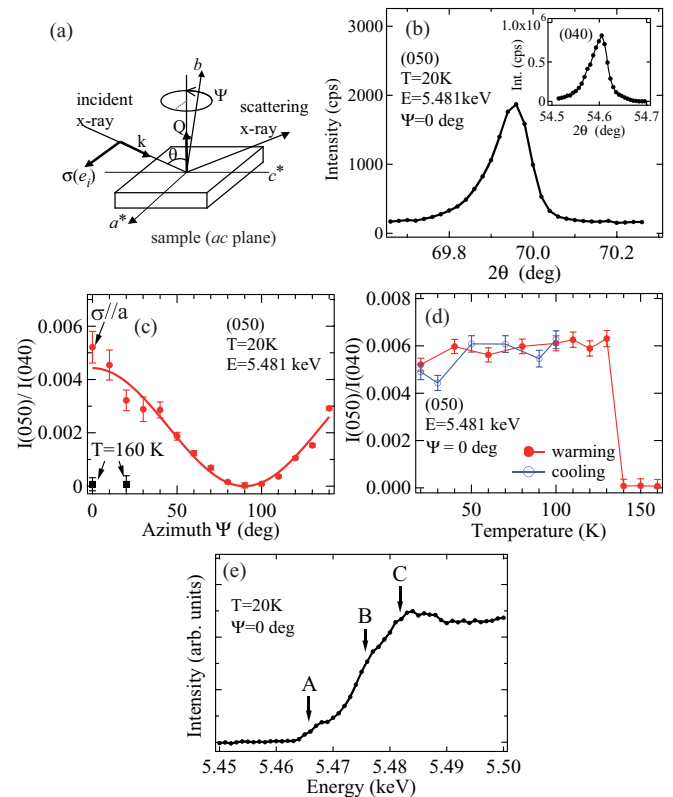 (a)
b
Ψ
incident
x-ray
scattering
x-ray
Q
k
θ
σ(ei)
c*
a*
sample (ac plane)
(b)
(050)
T=20K
E=5.481keV
Ψ=0 deg
Intensity (cps)
3000
2000
1000
0
69.8
70.0
70.2
2θ (deg)
1.0x10⁶
(040)
Int. (cps)
0.5
0
54.5
54.6
54.7
2θ (deg)
(c)
σ//a
(050)
T=20K
E=5.481 keV
I(050)/ I(040)
0.006
0.004
0.002
0.000
T=160 K
0
50
100
Azimuth Ψ (deg)
(d)
I(050)/I(040)
0.008
0.006
0.004
0.002
0.000
(050)
E=5.481 keV
Ψ = 0 deg
warming
cooling
50
100
150
Temperature (K)
(e)
T=20K
Ψ=0 deg
A
B
C
Intensity (arb. units)
5.45
5.46
5.47
5.48
5.49
5.50
Energy (keV)